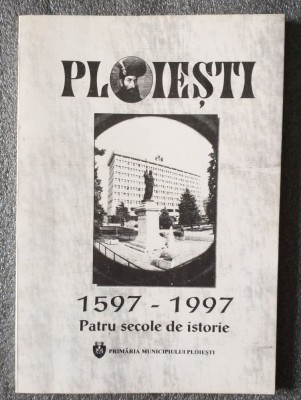 PLOIEȘTI
1597 - 1997
Patru secole de istorie
PRIMĂRIA MUNICIPIULUI PLOIEȘTI